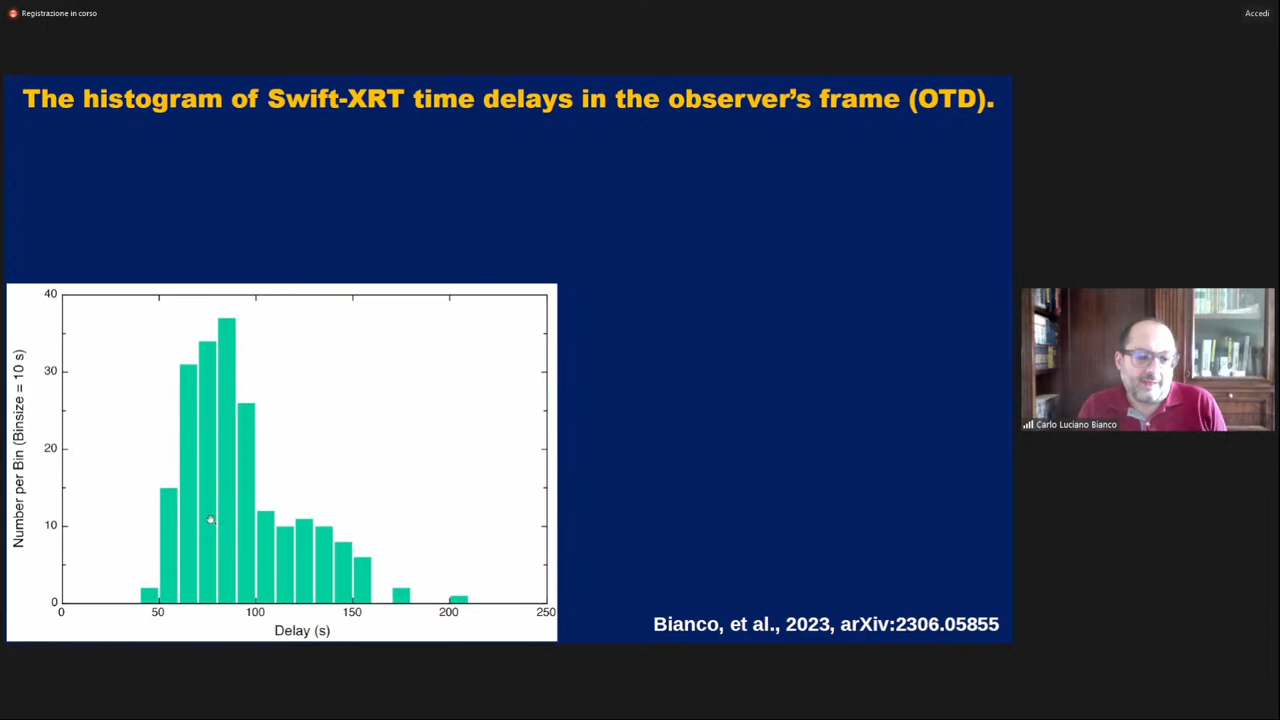 Registrazione in corso
Accedi
The histogram of Swift-XRT time delays in the observer's frame (OTD).
40
30
20
10
0
Number per Bin (Binsize = 10 s)
0
50
100
150
200
250
Delay (s)
Carlo Luciano Bianco
Bianco, et al., 2023, arXiv:2306.05855